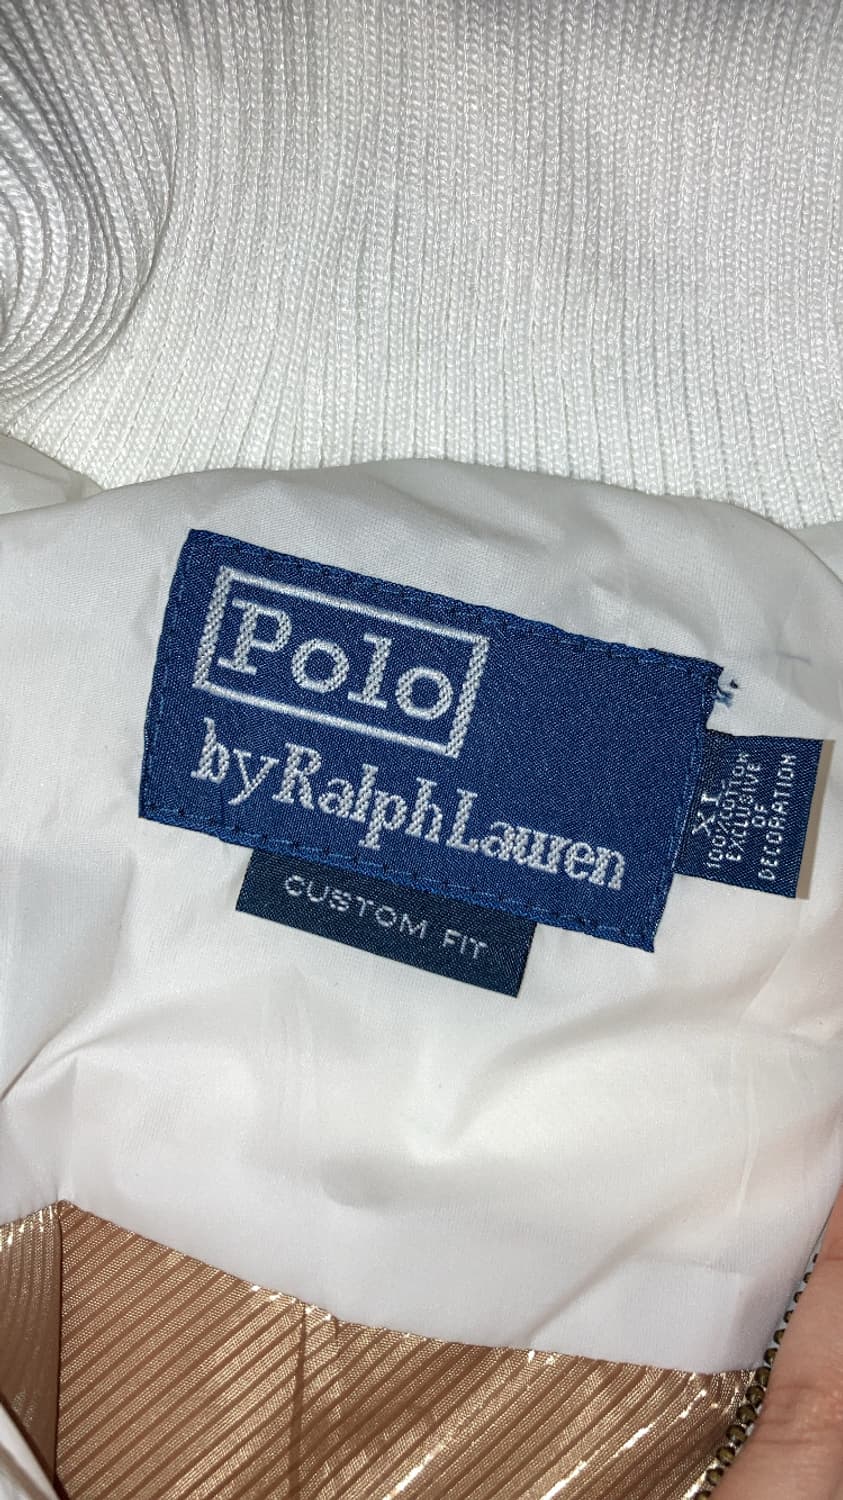 Polo
by Ralph Lauren
CUSTOM FIT
XL
100% COTTON
EXCLUSIVE
OF
DECORATION